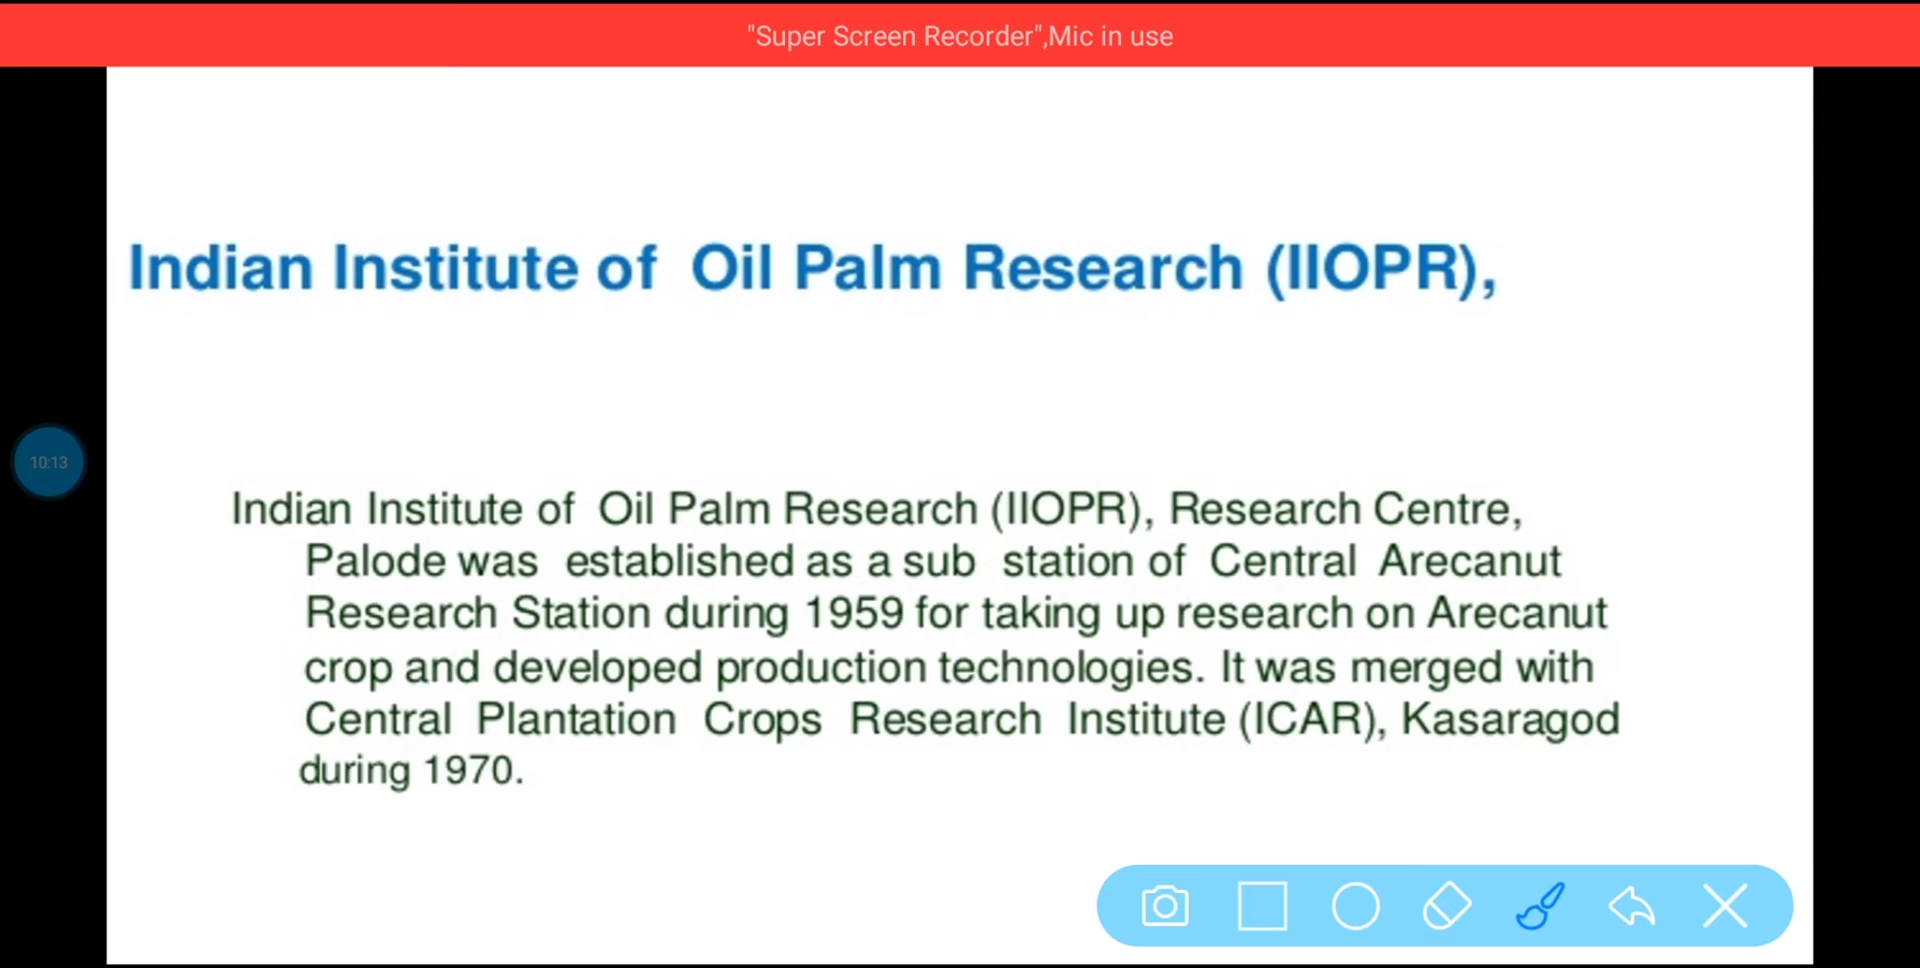 "Super Screen Recorder",Mic in use
Indian Institute of Oil Palm Research (IIOPR),
10:13
Indian Institute of Oil Palm Research (IIOPR), Research Centre,
Palode was established as a sub station of Central Arecanut
Research Station during 1959 for taking up research on Arecanut
crop and developed production technologies. It was merged with
Central Plantation Crops Research Institute (ICAR), Kasaragod
during 1970.